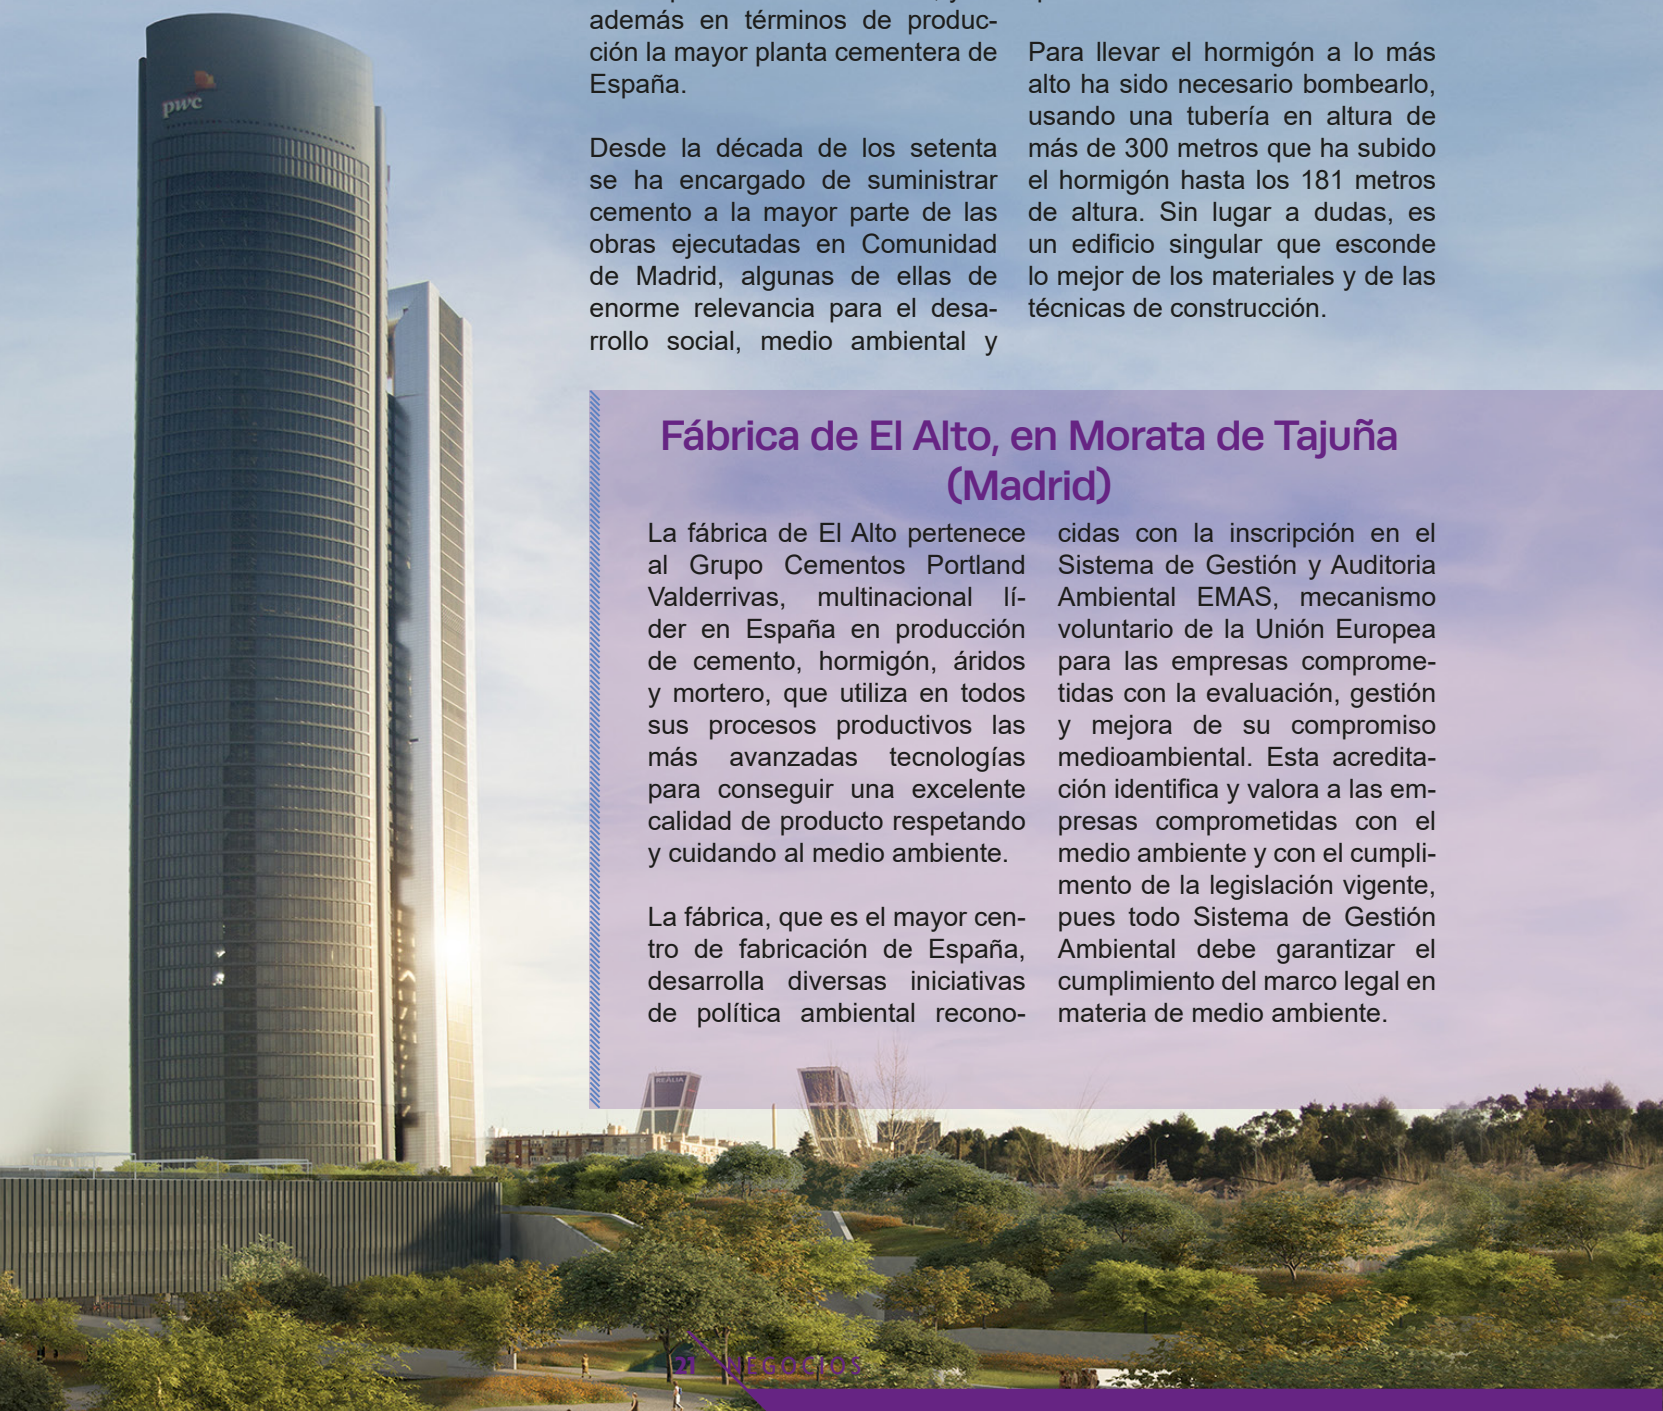 pwc
además en términos de produc-
ción la mayor planta cementera de
España.
Desde la década de los setenta
se ha encargado de suministrar
cemento a la mayor parte de las
obras ejecutadas en Comunidad
de Madrid, algunas de ellas de
enorme relevancia para el desa-
rrollo social, medio ambiental y
Para llevar el hormigón a lo más
alto ha sido necesario bombearlo,
usando una tubería en altura de
más de 300 metros que ha subido
el hormigón hasta los 181 metros
de altura. Sin lugar a dudas, es
un edificio singular que esconde
lo mejor de los materiales y de las
técnicas de construcción.
Fábrica de El Alto, en Morata de Tajuña
(Madrid)
La fábrica de El Alto pertenece
al Grupo Cementos Portland
Valderrivas, multinacional lí-
der en España en producción
de cemento, hormigón, áridos
y mortero, que utiliza en todos
sus procesos productivos las
más avanzadas tecnologías
para conseguir una excelente
calidad de producto respetando
y cuidando al medio ambiente.
La fábrica, que es el mayor cen-
tro de fabricación de España,
desarrolla diversas iniciativas
de política ambiental recono-
cidas con la inscripción en el
Sistema de Gestión y Auditoria
Ambiental EMAS, mecanismo
voluntario de la Unión Europea
para las empresas comprome-
tidas con la evaluación, gestión
y mejora de su compromiso
medioambiental. Esta acredita-
ción identifica y valora a las em-
presas comprometidas con el
medio ambiente y con el cumpli-
mento de la legislación vigente,
pues todo Sistema de Gestión
Ambiental debe garantizar el
cumplimiento del marco legal en
materia de medio ambiente.
REALIA
21 NEGOCIOS